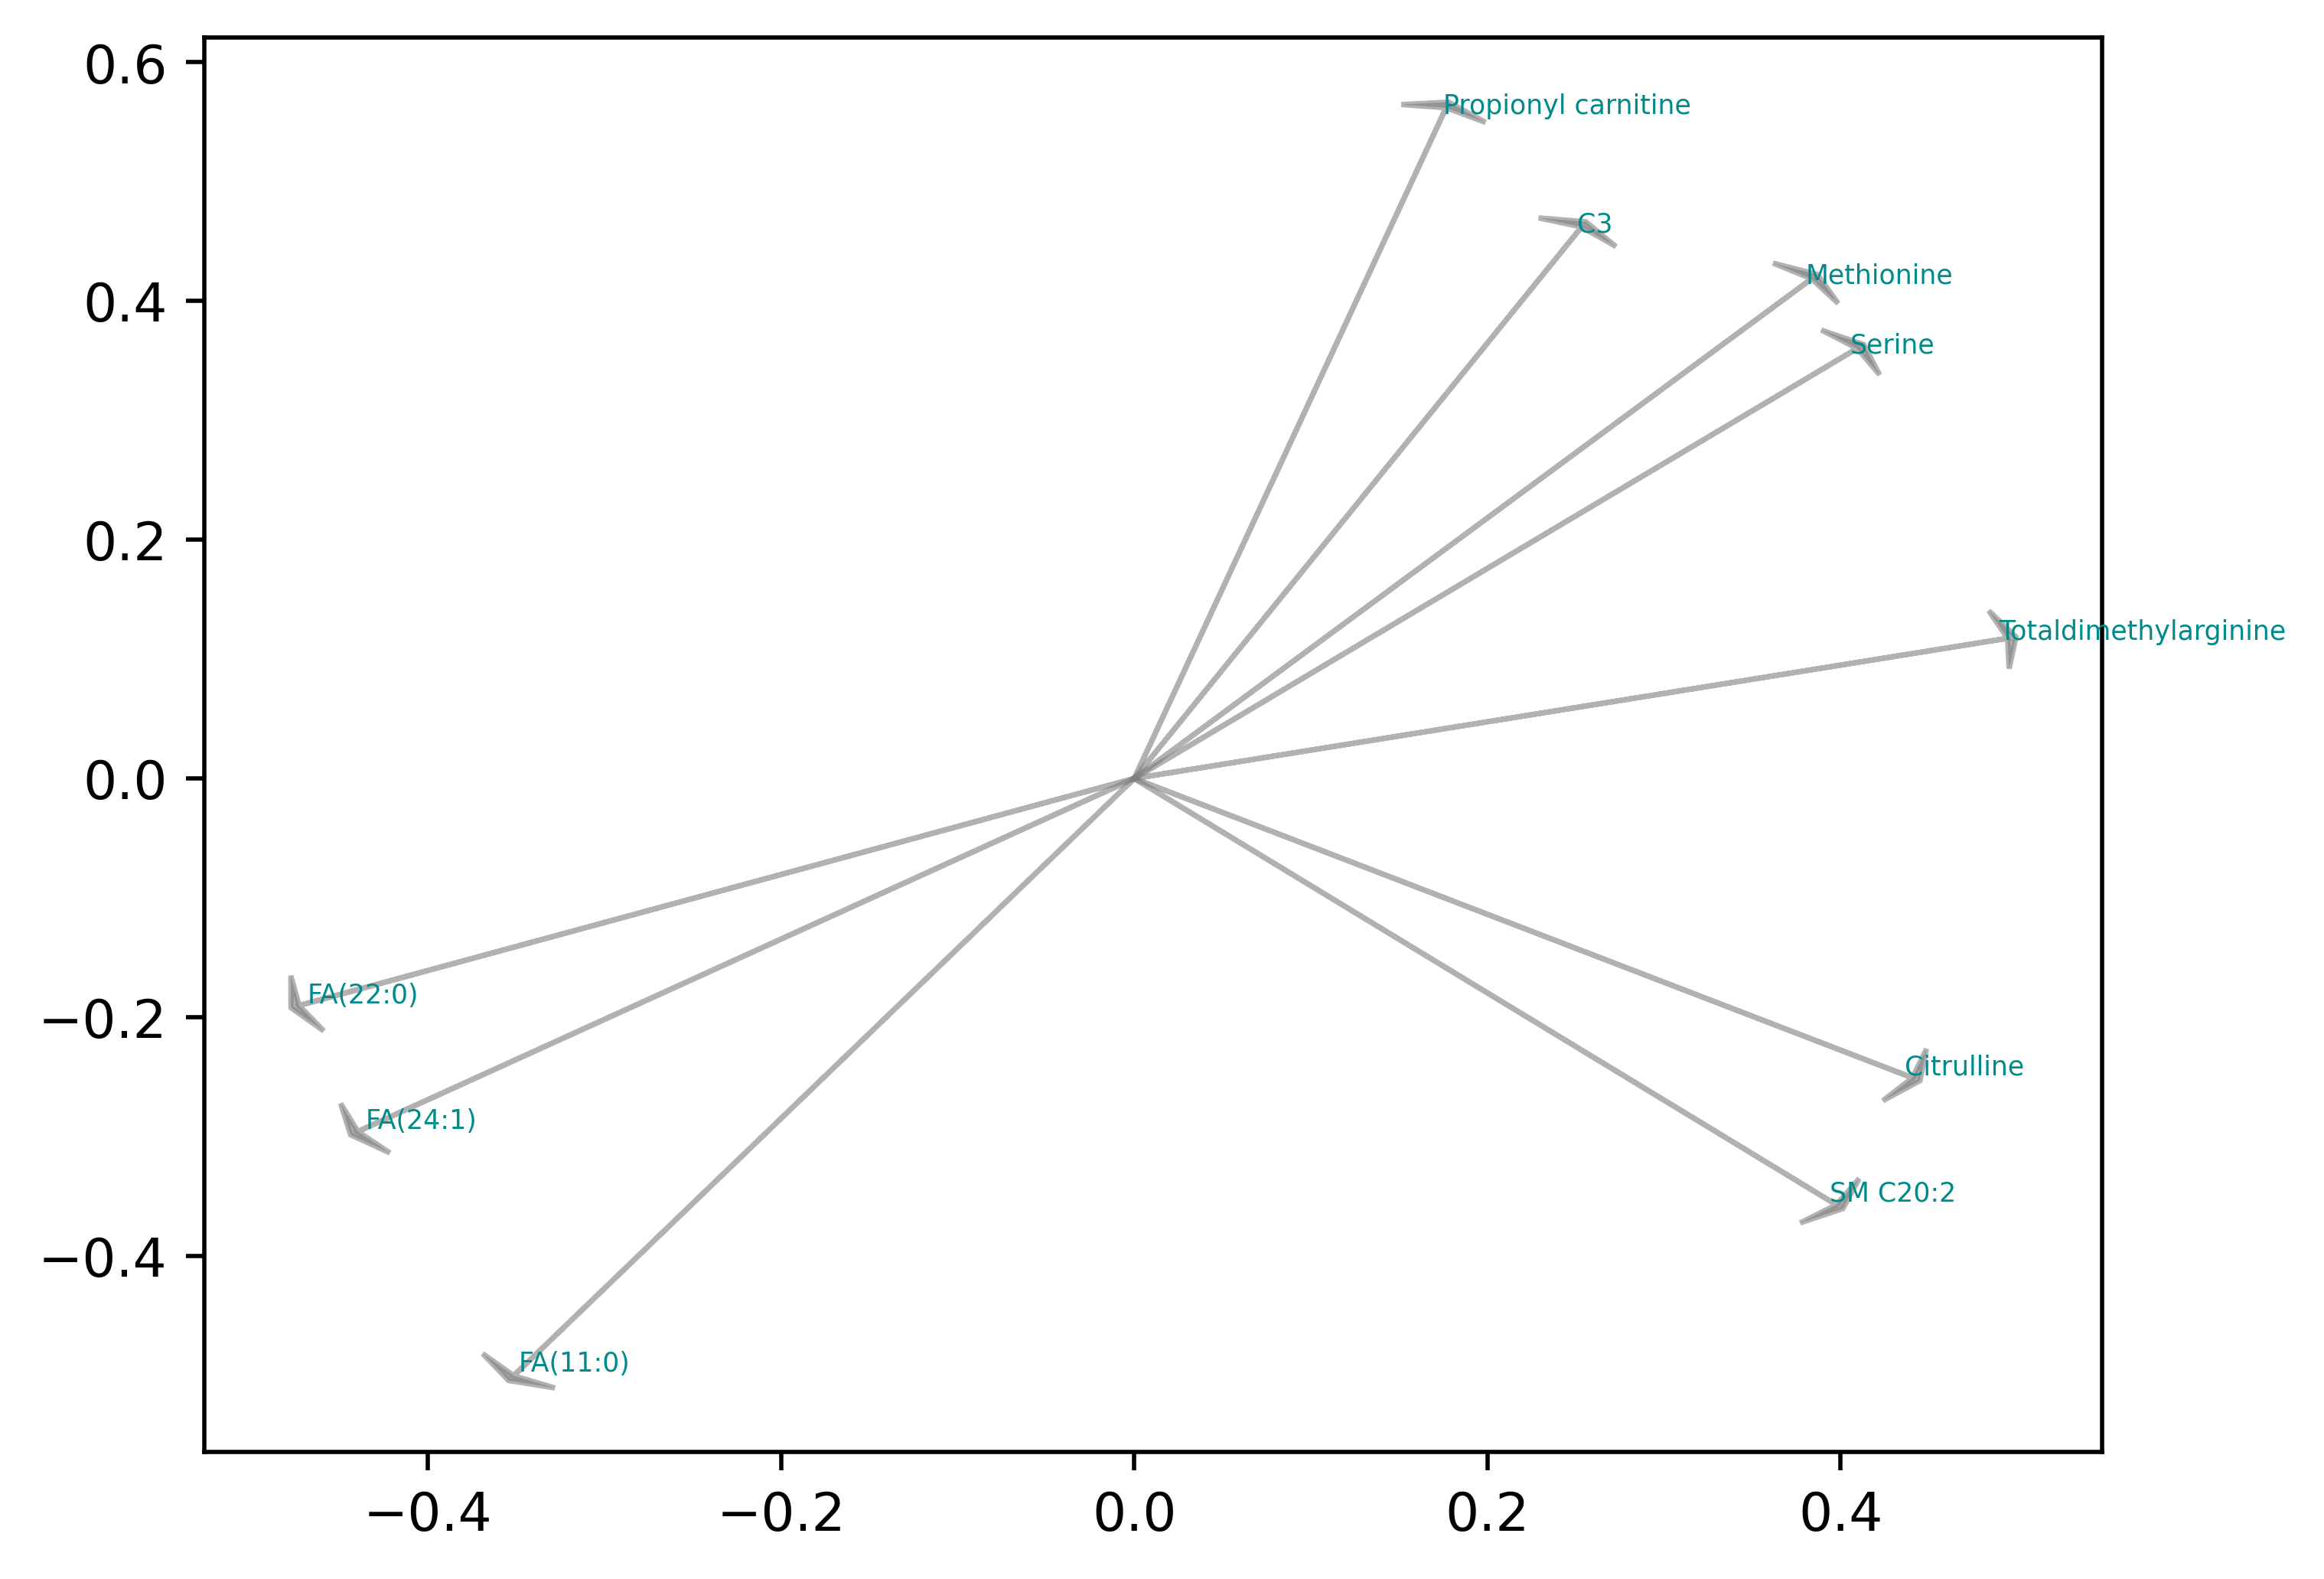 0.6
0.4
0.2
0.0
−0.2
−0.4
Propionyl carnitine
C3
Methionine
Serine
Totaldimethylarginine
FA(22:0)
Citrulline
FA(24:1)
SM C20:2
FA(11:0)
−0.4 −0.2 0.0 0.2 0.4